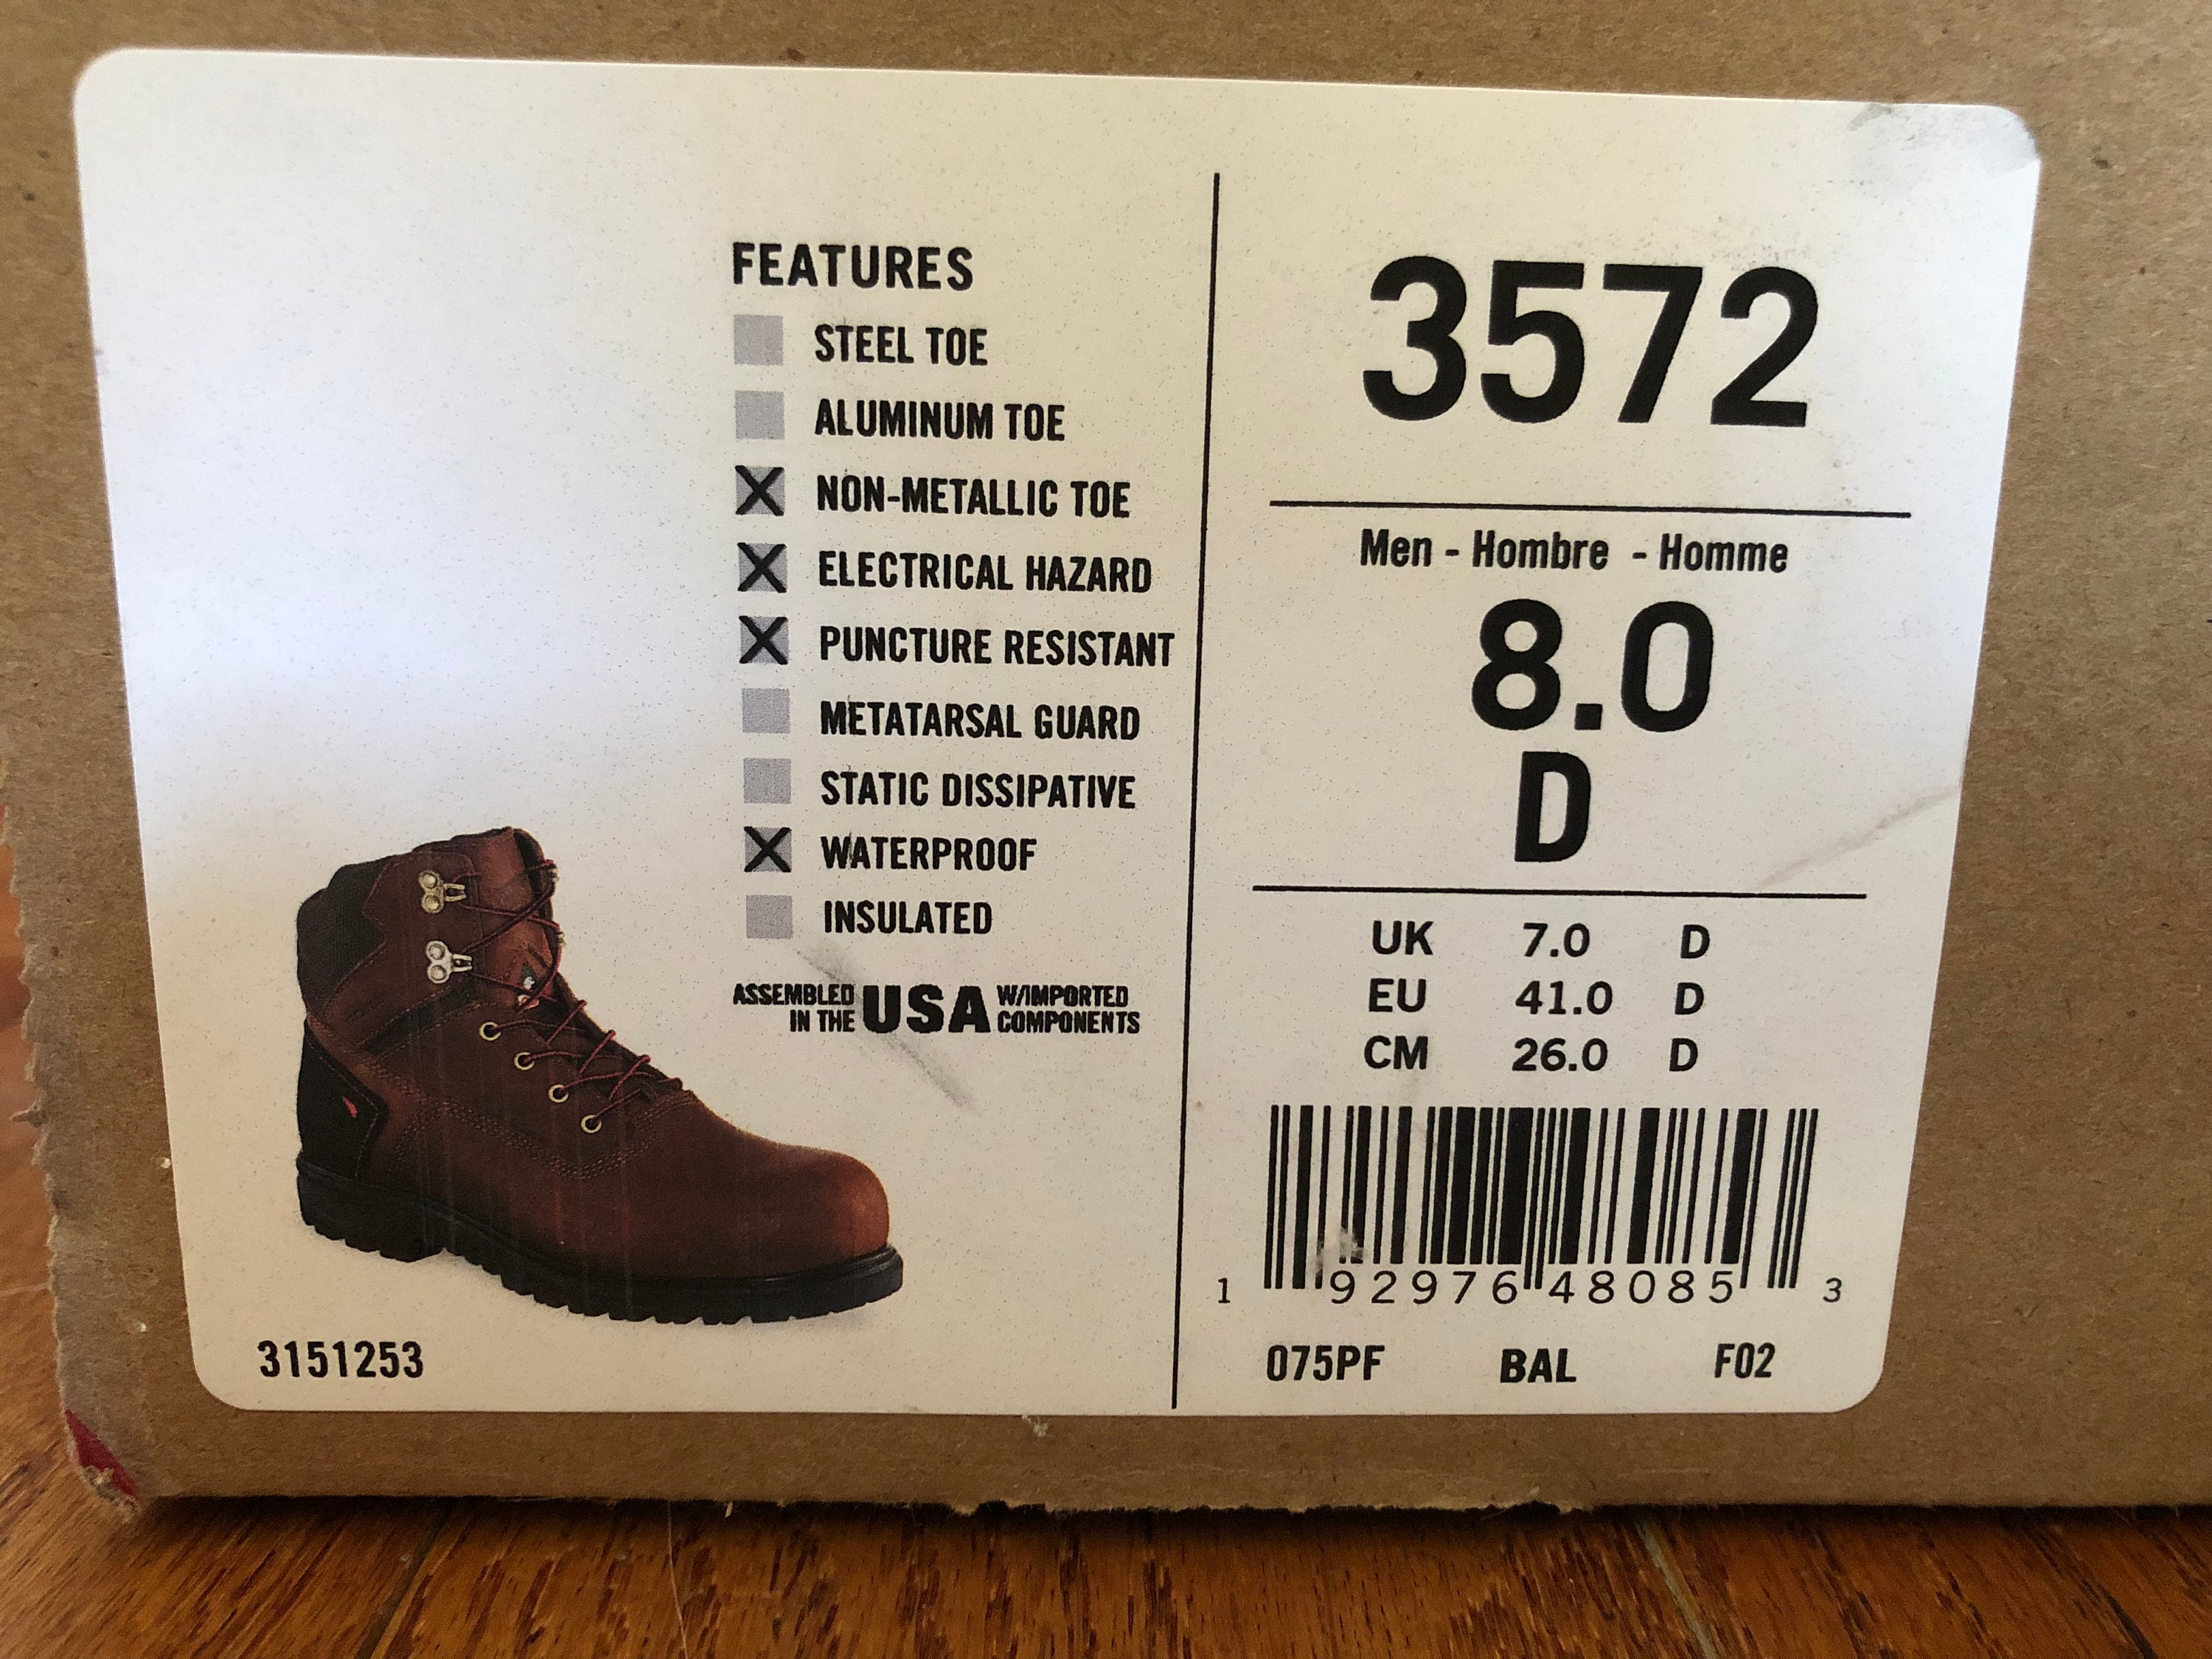 FEATURES
STEEL TOE
ALUMINUM TOE
NON-METALLIC TOE
ELECTRICAL HAZARD
PUNCTURE RESISTANT
METATARSAL GUARD
STATIC DISSIPATIVE
WATERPROOF
INSULATED
ASSEMBLED IN THE USA W/IMPORTED COMPONENTS
3151253
3572
Men - Hombre - Homme
8.0
D
UK 7.0 D
EU 41.0 D
CM 26.0 D
1 92976 48085 3
075PF BAL F02